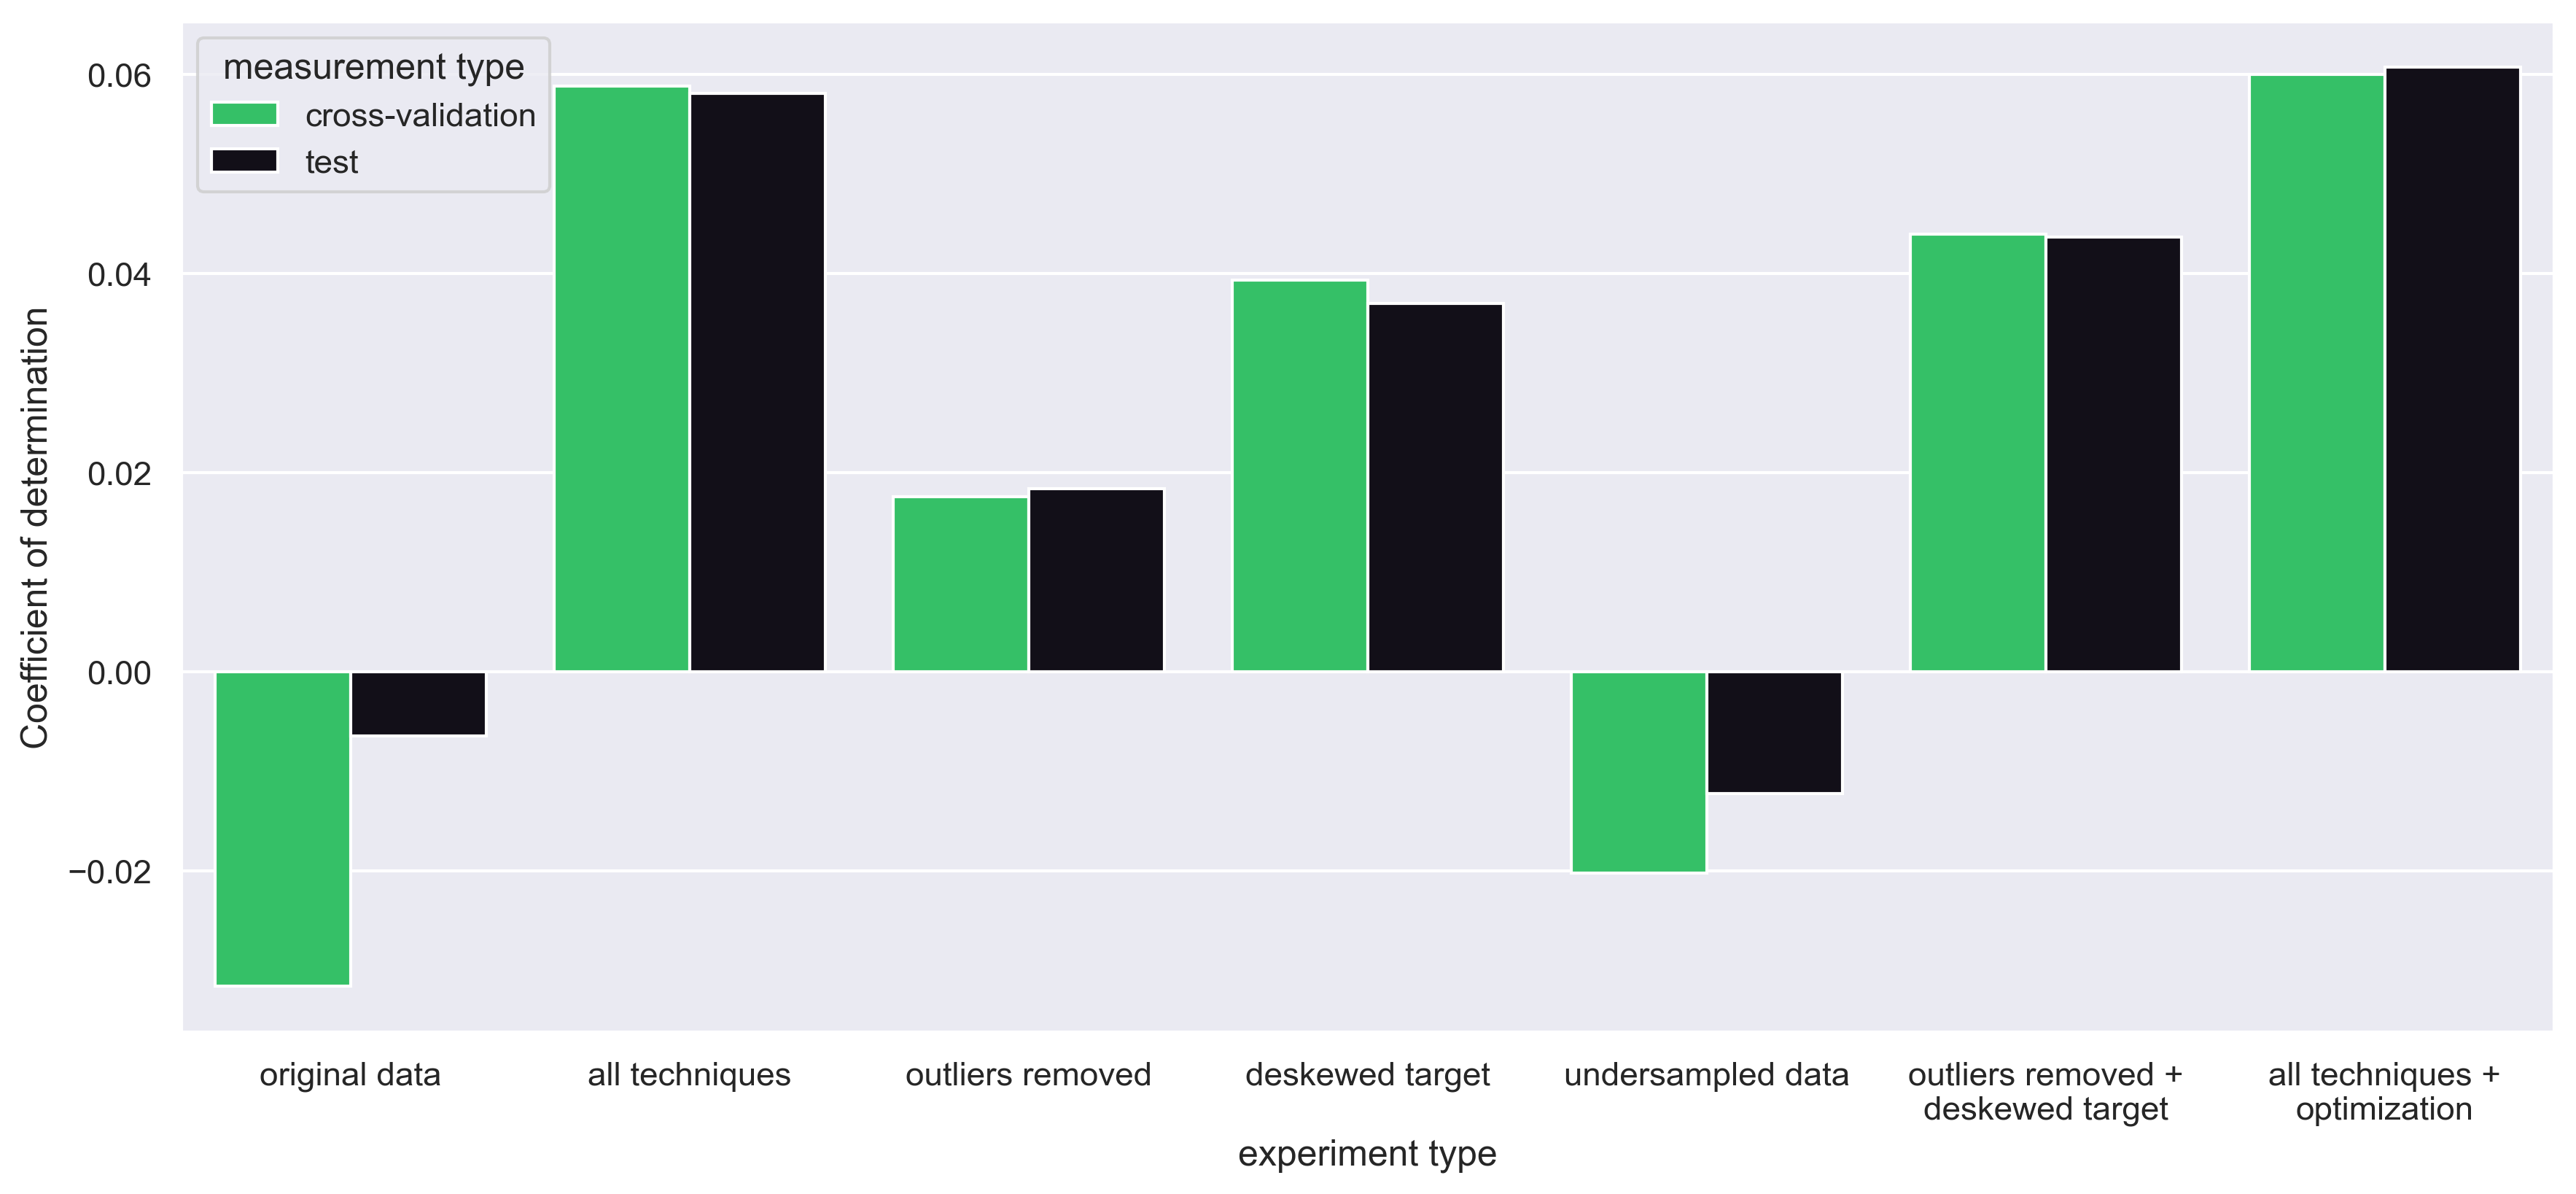 measurement type
cross-validation
test
0.06
0.04
0.02
0.00
−0.02
Coefficient of determination
original data
all techniques
outliers removed
deskewed target
undersampled data
outliers removed +
deskewed target
all techniques +
optimization
experiment type